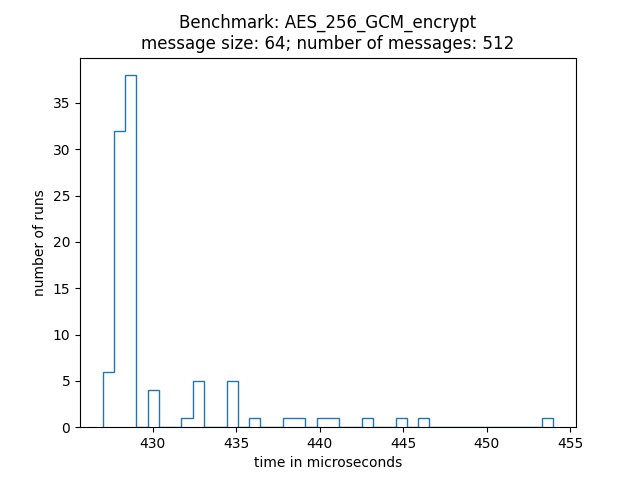 Benchmark: AES_256_GCM_encrypt
message size: 64; number of messages: 512
35
30
25
20
15
10
5
0
number of runs
430 435 440 445 450 455
time in microseconds